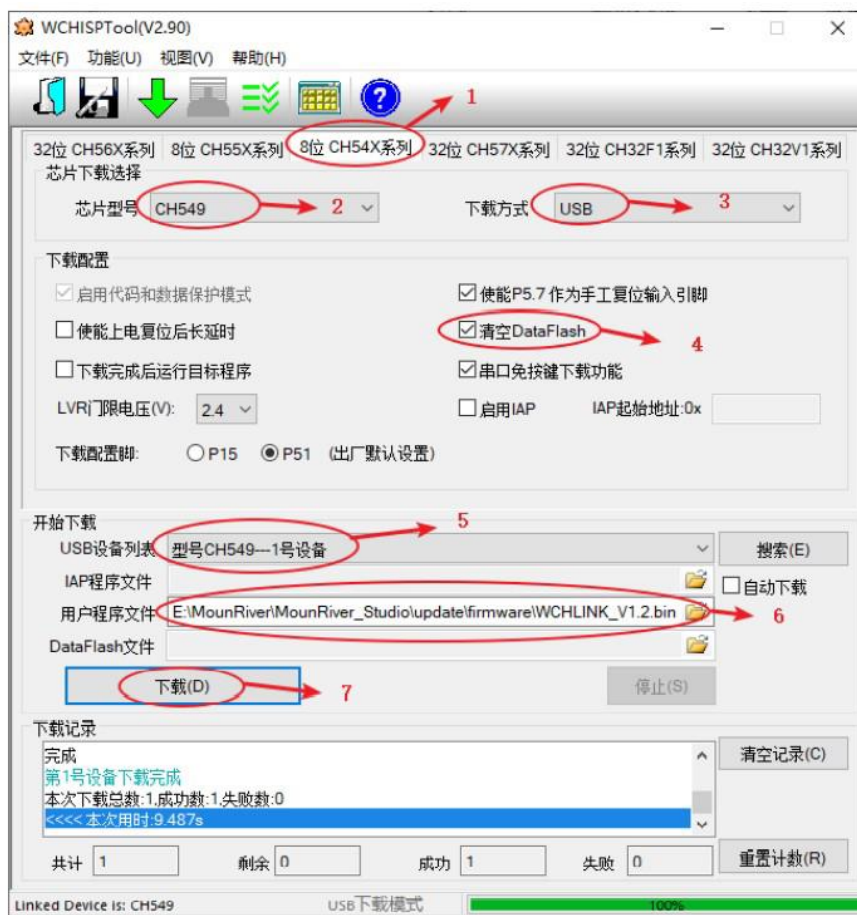 WCHISPTool(V2.90)
文件(F) 功能(U) 视图(V) 帮助(H)
1
32位 CH56X系列 8位 CH55X系列 8位 CH54X系列 32位 CH57X系列 32位 CH32F1系列 32位 CH32V1系列
芯片下载选择
芯片型号 CH549 2 下载方式 USB 3
下载配置
启用代码和数据保护模式 使能P5.7 作为手工复位输入引脚
使能上电复位后长延时 清空DataFlash 4
下载完成后运行目标程序 串口免按键下载功能
LVR门限电压(V): 2.4 启用IAP IAP起始地址:0x
下载配置脚: P15 P51 (出厂默认设置)
开始下载 5
USB设备列表 型号CH549---1号设备 搜索(E)
IAP程序文件 自动下载
用户程序文件 E:\MounRiver\MounRiver_Studio\update\firmware\WCHLINK_V1.2.bin 6
DataFlash文件
下载(D) 7 停止(S)
下载记录
完成 清空记录(C)
第1号设备下载完成
本次下载总数:1,成功数:1,失败数:0
<<<< 本次用时:9.487s
共计 1 剩余 0 成功 1 失败 0 重置计数(R)
Linked Device is: CH549 USB下载模式 100%